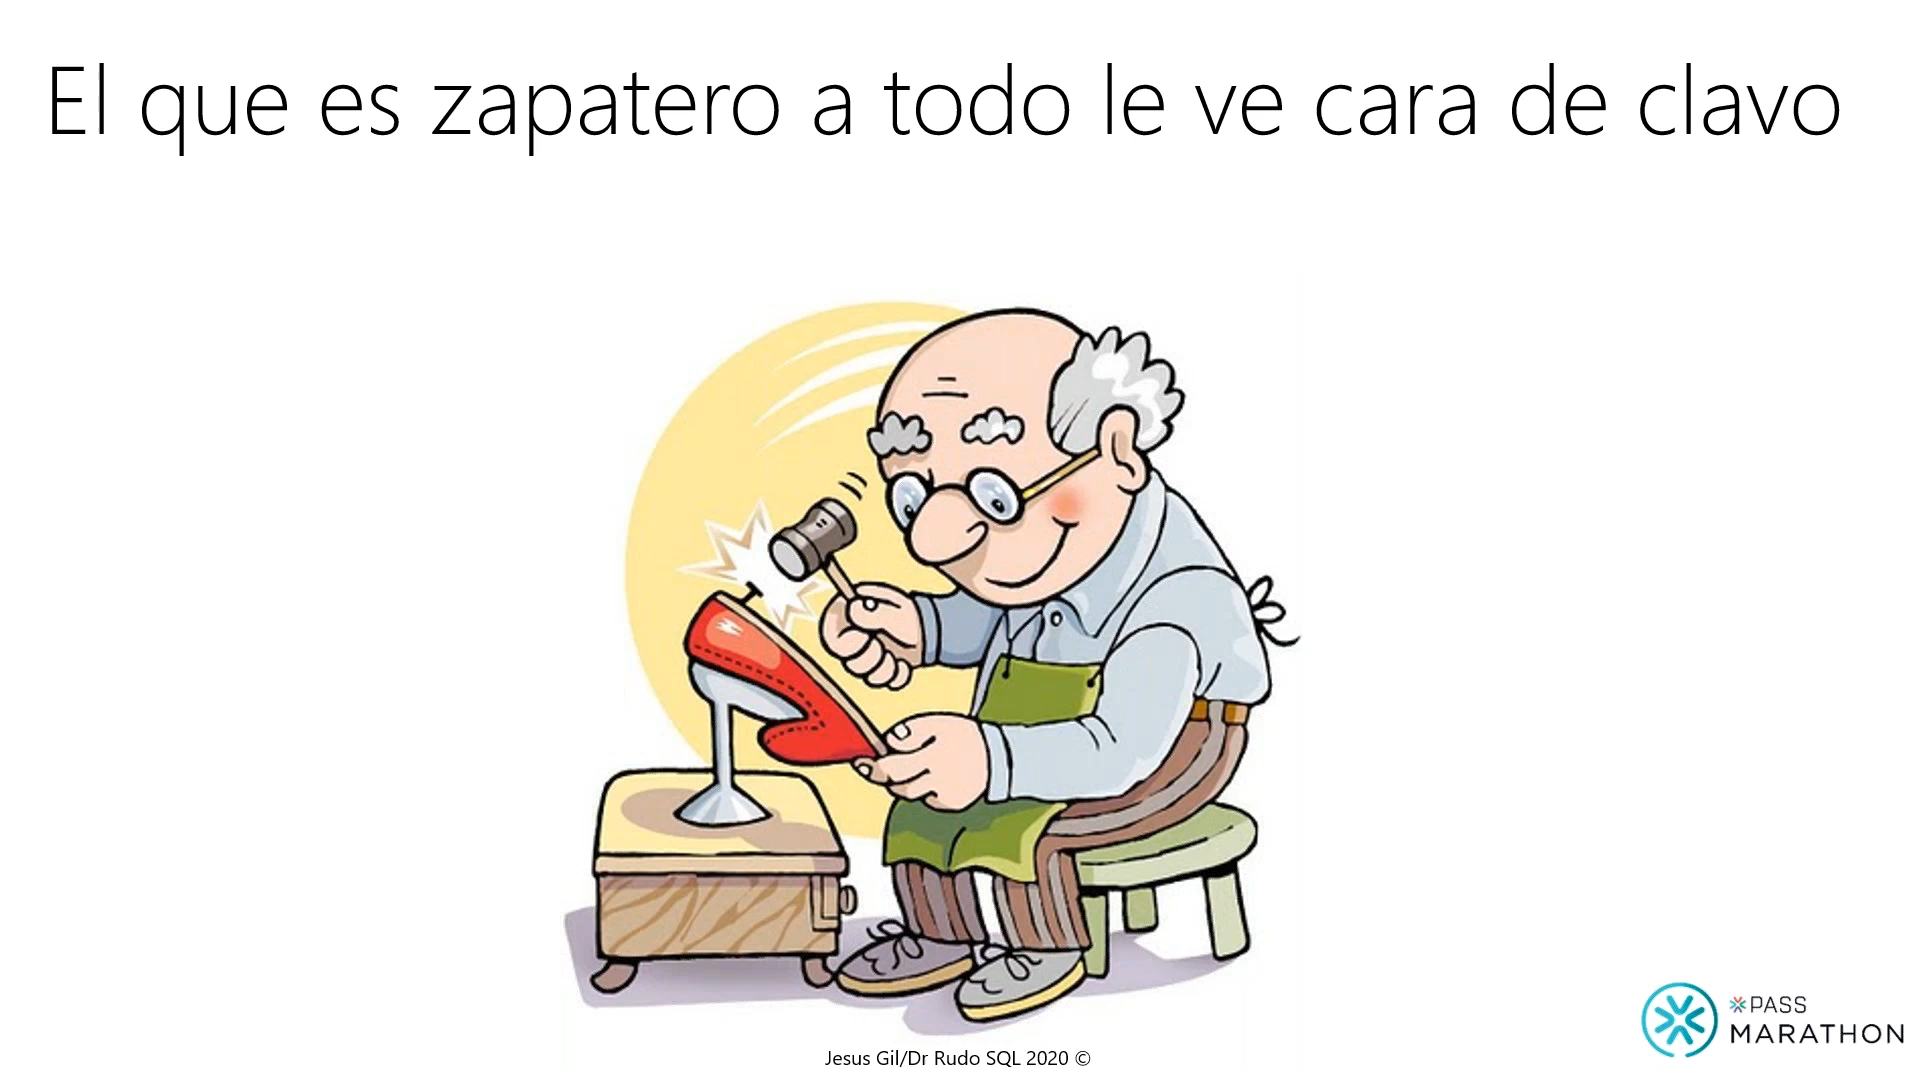 El que es zapatero a todo le ve cara de clavo
PASS
MARATHON
Jesus Gil/Dr Rudo SQL 2020 ©